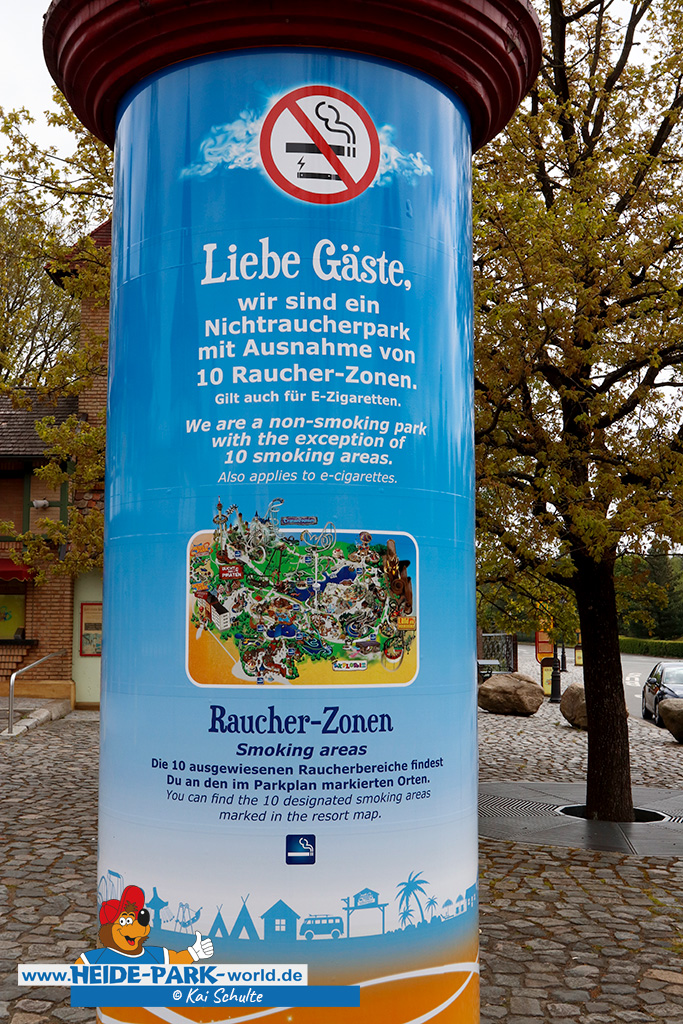 Liebe Gäste,
wir sind ein
Nichtraucherpark
mit Ausnahme von
10 Raucher-Zonen.
Gilt auch für E-Zigaretten.
We are a non-smoking park
with the exception of
10 smoking areas.
Also applies to e-cigarettes.
Raucher-Zonen
Smoking areas
Die 10 ausgewiesenen Raucherbereiche findest
Du an den im Parkplan markierten Orten.
You can find the 10 designated smoking areas
marked in the resort map.
www.HEIDE-PARK-world.de
© Kai Schulte